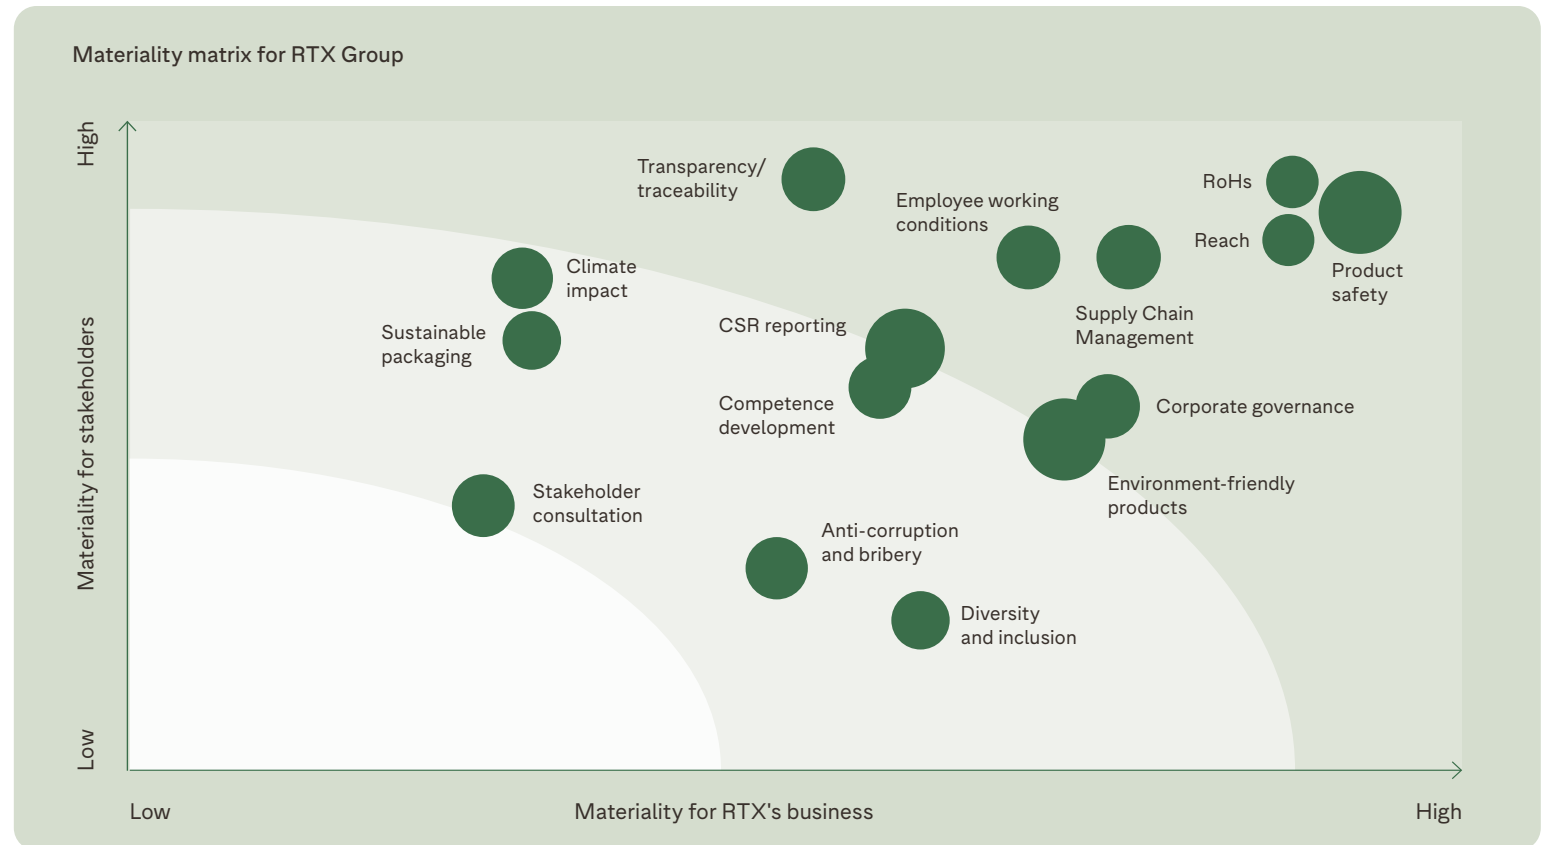 Materiality matrix for RTX Group
High
Materiality for stakeholders
Low
Transparency/
traceability
Employee working
conditions
RoHs
Reach
Product
safety
Climate
impact
Sustainable
packaging
CSR reporting
Supply Chain
Management
Competence
development
Corporate governance
Environment-friendly
products
Stakeholder
consultation
Anti-corruption
and bribery
Diversity
and inclusion
Low
Materiality for RTX's business
High